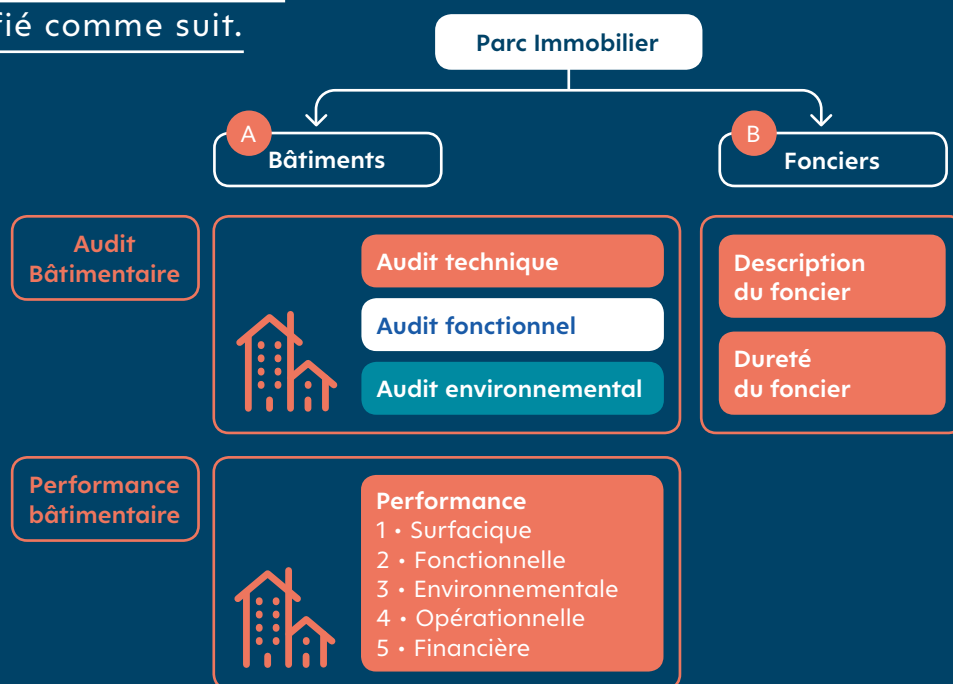 fié comme suit.
Parc Immobilier
A
Bâtiments
B
Fonciers
Audit
Bâtimentaire
Audit technique
Audit fonctionnel
Audit environnemental
Description
du foncier
Dureté
du foncier
Performance
bâtimentaire
Performance
1 • Surfacique
2 • Fonctionnelle
3 • Environnementale
4 • Opérationnelle
5 • Financière